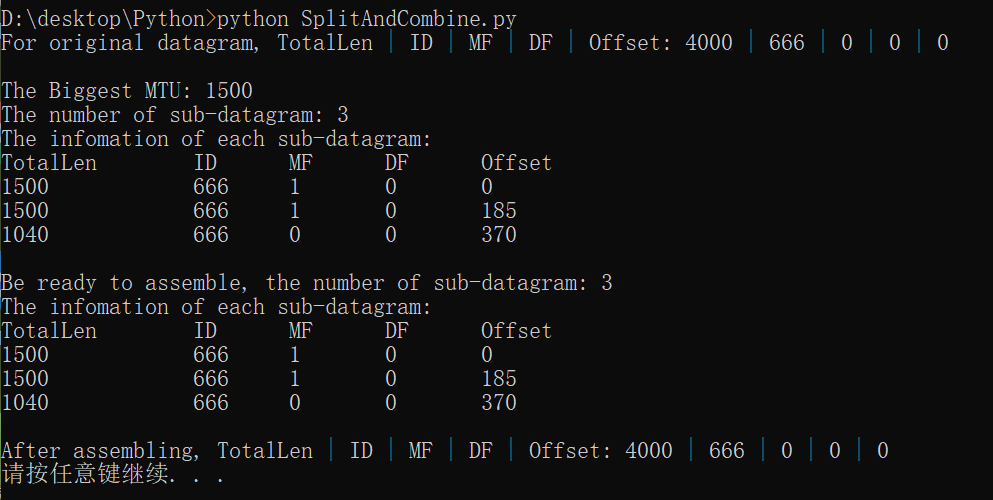 D:\desktop\Python>python SplitAndCombine.py
For original datagram, TotalLen | ID | MF | DF | Offset: 4000 | 666 | 0 | 0 | 0
The Biggest MTU: 1500
The number of sub-datagram: 3
The infomation of each sub-datagram:
TotalLen ID MF DF Offset
1500 666 1 0 0
1500 666 1 0 185
1040 666 0 0 370
Be ready to assemble, the number of sub-datagram: 3
The infomation of each sub-datagram:
TotalLen ID MF DF Offset
1500 666 1 0 0
1500 666 1 0 185
1040 666 0 0 370
After assembling, TotalLen | ID | MF | DF | Offset: 4000 | 666 | 0 | 0 | 0
请按任意键继续. . .